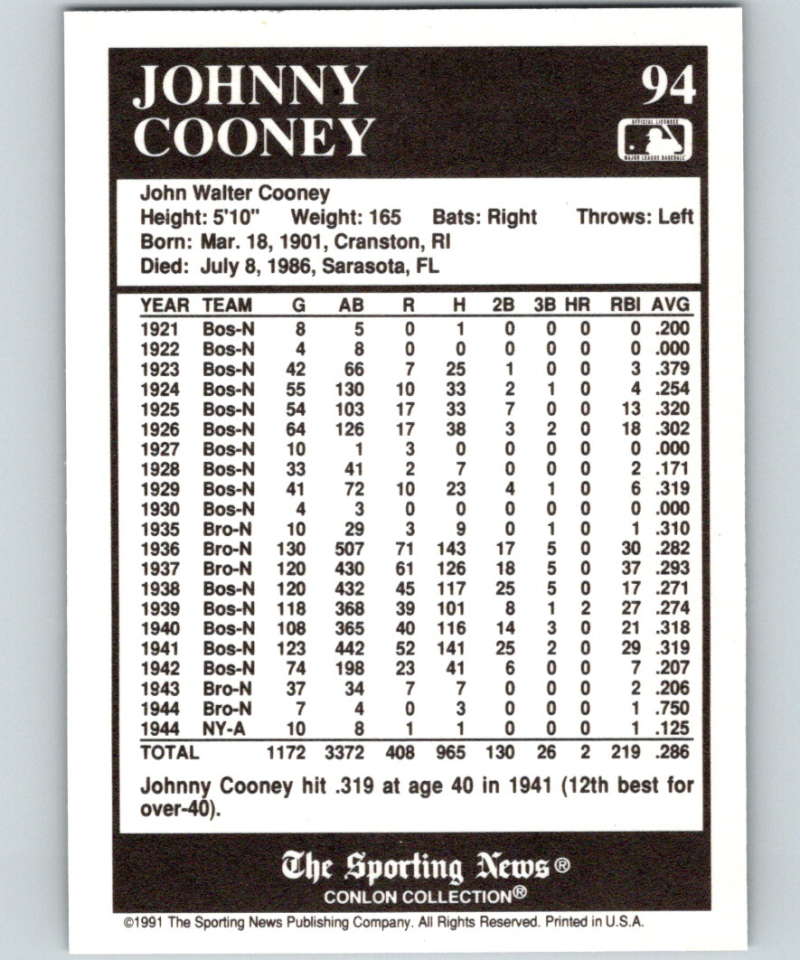 JOHNNY 94
COONEY
OFFICIAL LICENSEE
MAJOR LEAGUE BASEBALL
John Walter Cooney
Height: 5'10" Weight: 165 Bats: Right Throws: Left
Born: Mar. 18, 1901, Cranston, RI
Died: July 8, 1986, Sarasota, FL
YEAR TEAM G AB R H 2B 3B HR RBI AVG
1921 Bos-N 8 5 0 1 0 0 0 0 .200
1922 Bos-N 4 8 0 0 0 0 0 0 .000
1923 Bos-N 42 66 7 25 1 0 0 3 .379
1924 Bos-N 55 130 10 33 2 1 0 4 .254
1925 Bos-N 54 103 17 33 7 0 0 13 .320
1926 Bos-N 64 126 17 38 3 2 0 18 .302
1927 Bos-N 10 1 3 0 0 0 0 0 .000
1928 Bos-N 33 41 2 7 0 0 0 2 .171
1929 Bos-N 41 72 10 23 4 1 0 6 .319
1930 Bos-N 4 3 0 0 0 0 0 0 .000
1935 Bro-N 10 29 3 9 0 1 0 1 .310
1936 Bro-N 130 507 71 143 17 5 0 30 .282
1937 Bro-N 120 430 61 126 18 5 0 37 .293
1938 Bos-N 120 432 45 117 25 5 0 17 .271
1939 Bos-N 118 368 39 101 8 1 2 27 .274
1940 Bos-N 108 365 40 116 14 3 0 21 .318
1941 Bos-N 123 442 52 141 25 2 0 29 .319
1942 Bos-N 74 198 23 41 6 0 0 7 .207
1943 Bro-N 37 34 7 7 0 0 0 2 .206
1944 Bro-N 7 4 0 3 0 0 0 1 .750
1944 NY-A 10 8 1 1 0 0 0 1 .125
TOTAL 1172 3372 408 965 130 26 2 219 .286
Johnny Cooney hit .319 at age 40 in 1941 (12th best for
over-40).
The Sporting News®
CONLON COLLECTION®
©1991 The Sporting News Publishing Company. All Rights Reserved. Printed in U.S.A.